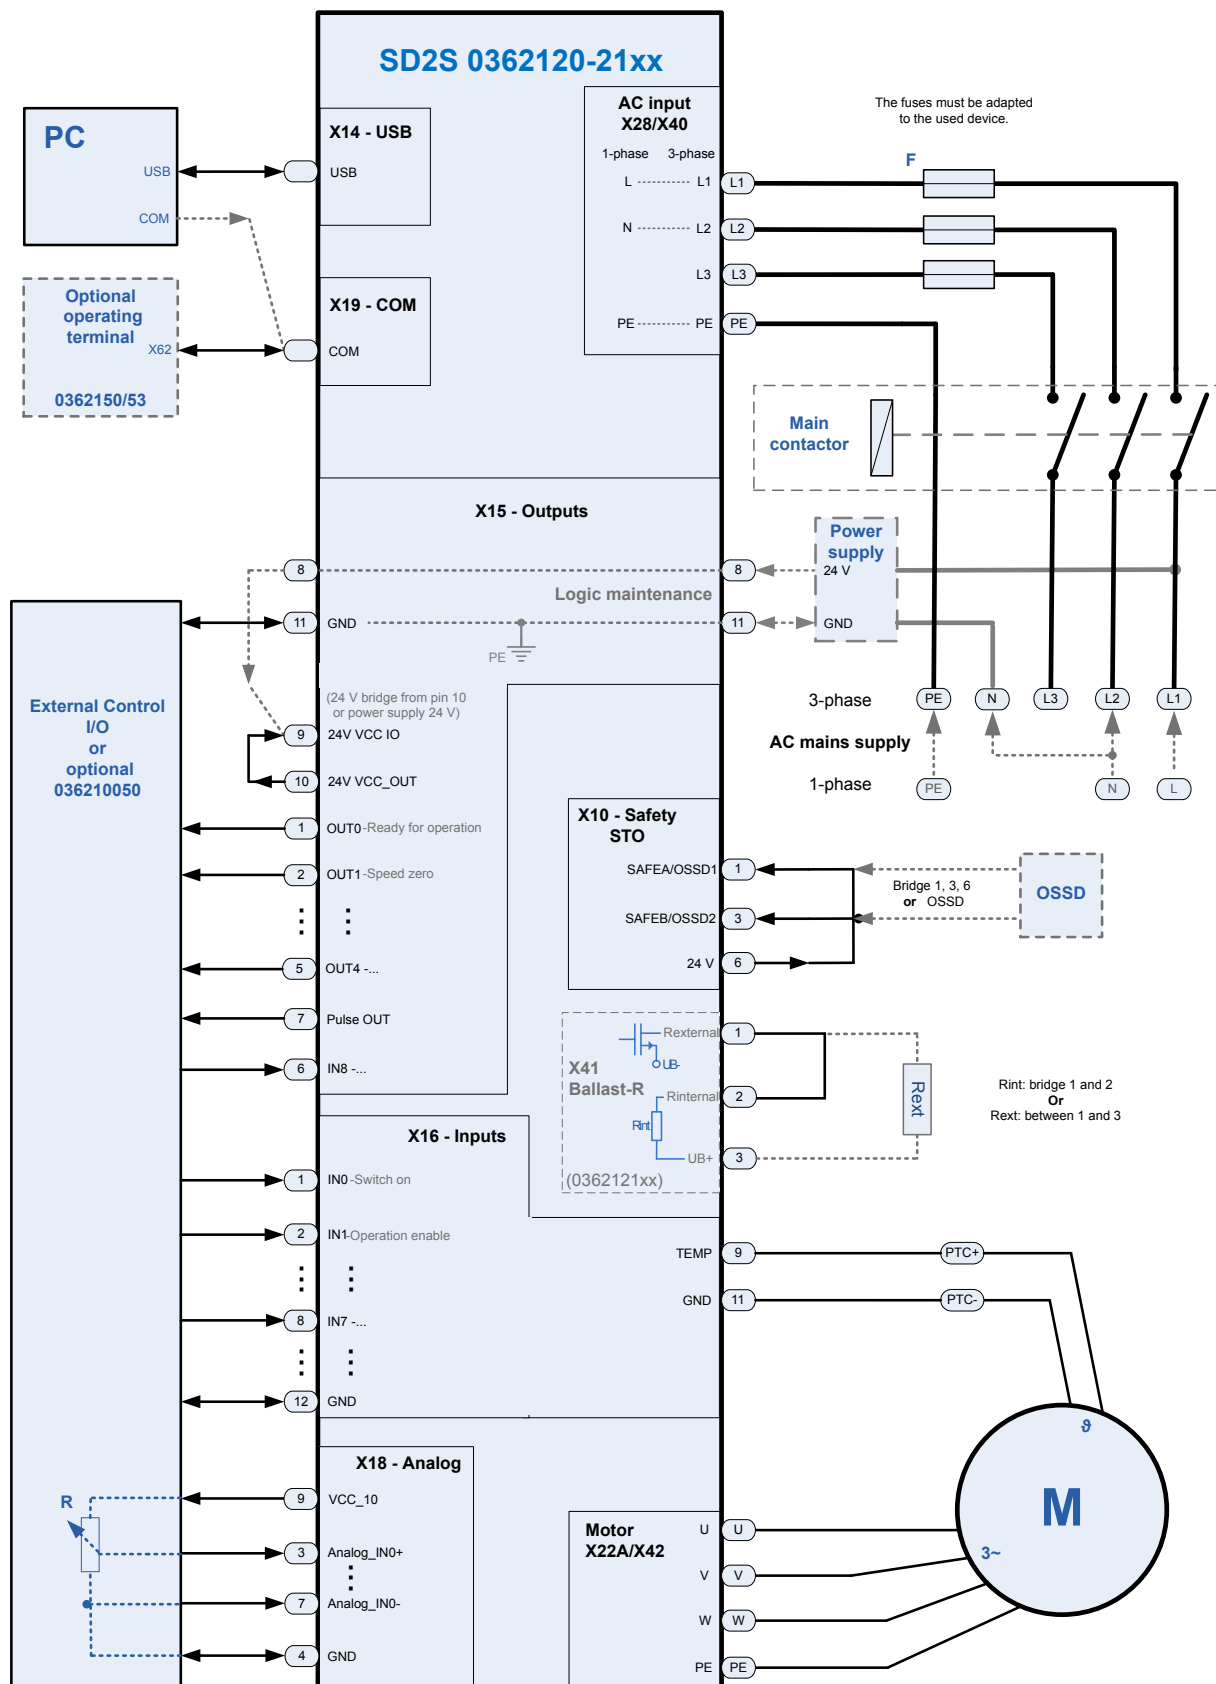 SD2S 0362120-21xx
PC
USB
COM
X14 - USB
USB
AC input
X28/X40
1-phase 3-phase
L L1 L1
N L2 L2
L3 L3
PE PE PE
The fuses must be adapted
to the used device.
F
Optional
operating
terminal
X62
0362150/53
X19 - COM
COM
Main
contactor
X15 - Outputs
8
8
Power
supply
24 V
GND
Logic maintenance
11 GND
11
PE
External Control
I/O
or
optional
036210050
(24 V bridge from pin 10
or power supply 24 V)
9 24V VCC IO
10 24V VCC_OUT
1 OUT0 -Ready for operation
2 OUT1 -Speed zero
5 OUT4 -...
7 Pulse OUT
6 IN8 -...
3-phase PE N L3 L2 L1
AC mains supply
1-phase PE N L
X10 - Safety
STO
SAFEA/OSSD1 1
SAFEB/OSSD2 3
24 V 6
Bridge 1, 3, 6
or OSSD
OSSD
X41
Ballast-R
Rexternal 1
UB-
Rinternal 2
Rint
UB+ 3
(0362121xx)
Rext
Rint: bridge 1 and 2
Or
Rext: between 1 and 3
X16 - Inputs
1 IN0 -Switch on
2 IN1 -Operation enable
8 IN7 -...
12 GND
TEMP 9 PTC+
GND 11 PTC-
X18 - Analog
R
9 VCC_10
3 Analog_IN0+
7 Analog_IN0-
4 GND
Motor
X22A/X42
U U
V V
W W
PE PE
ϑ
M
3~